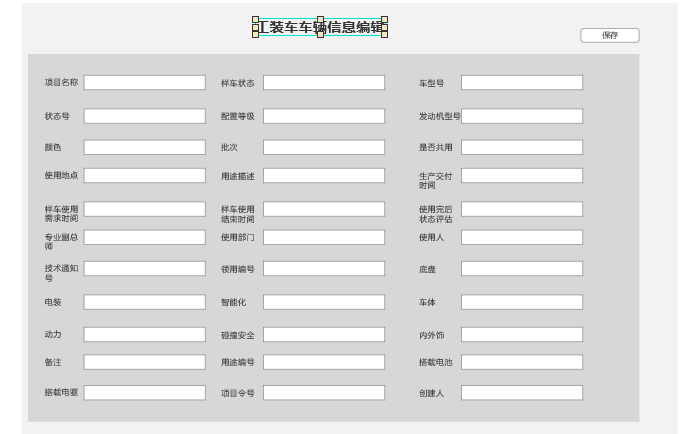 工装车车辆信息编辑
保存
项目名称 样车状态 车型号
状态号 配置等级 发动机型号
颜色 批次 是否共用
使用地点 用途描述 生产交付
时间
样车使用 样车使用 使用完后
需求时间 结束时间 状态评估
专业副总 使用部门 使用人
师
技术通知 领用编号 底盘
号
电装 智能化 车体
动力 碰撞安全 内外饰
备注 用途编号 搭载电池
搭载电驱 项目令号 创建人